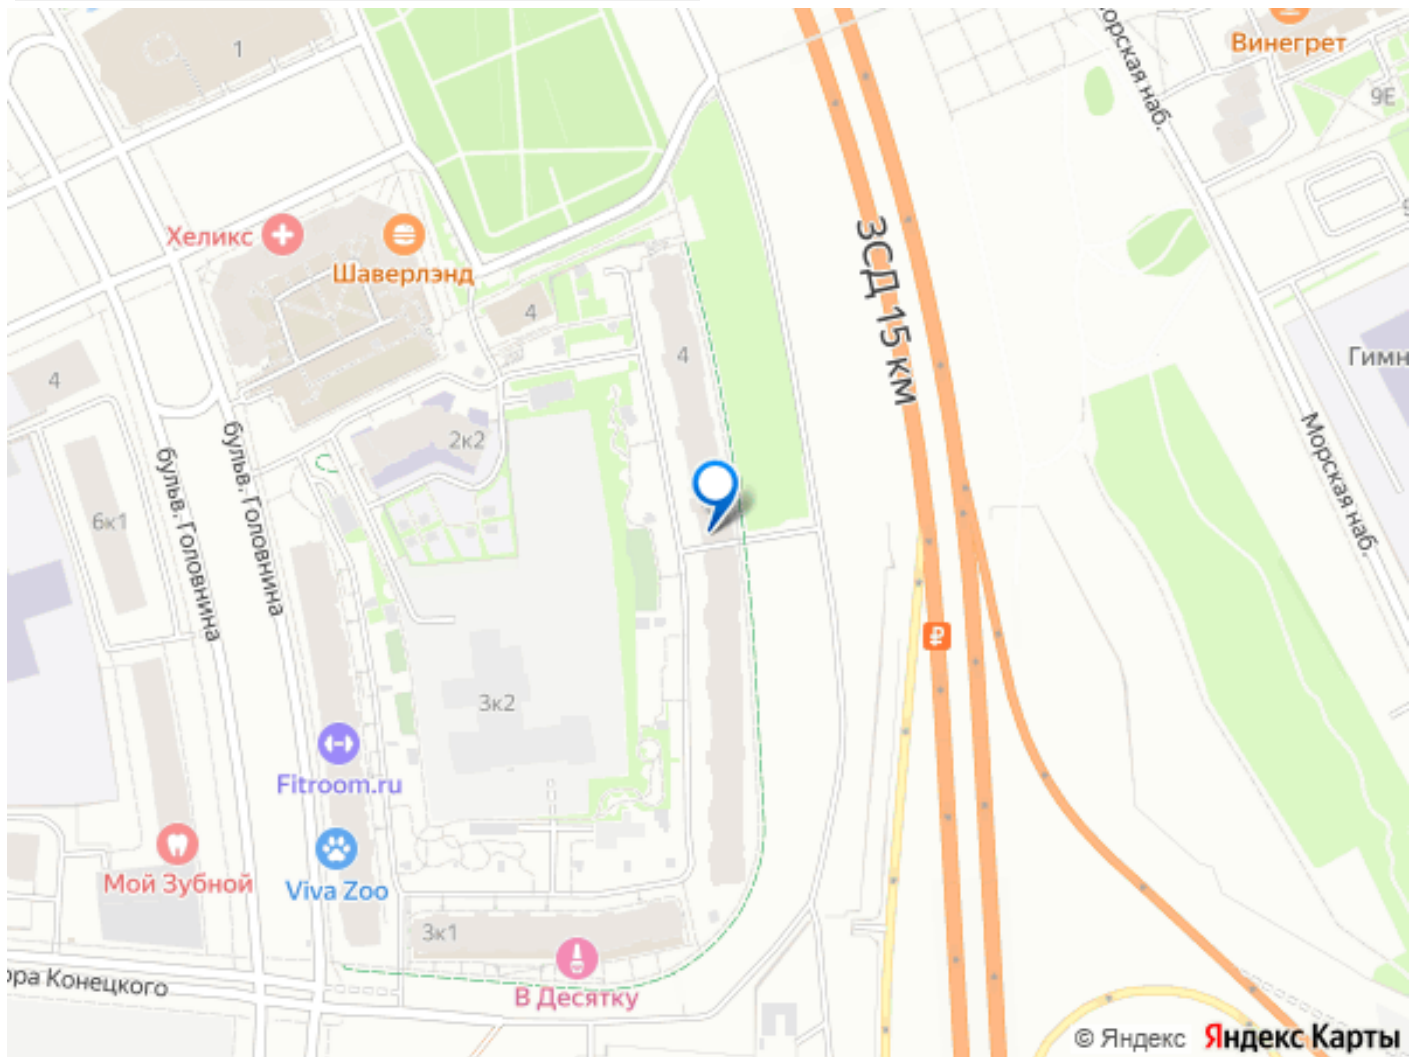 1
Винегрет
9Е
орская наб.
Хеликс
Шаверлэнд
4
ЗСД 15 км
4
Гимн
4
Морская наб.
2к2
бульв. Головнина
бульв. Головнина
6к1
₽
3к2
Fitroom.ru
Мой Зубной
Viva Zoo
3к1
ора Конецкого
В Десятку
© Яндекс Яндекс Карты